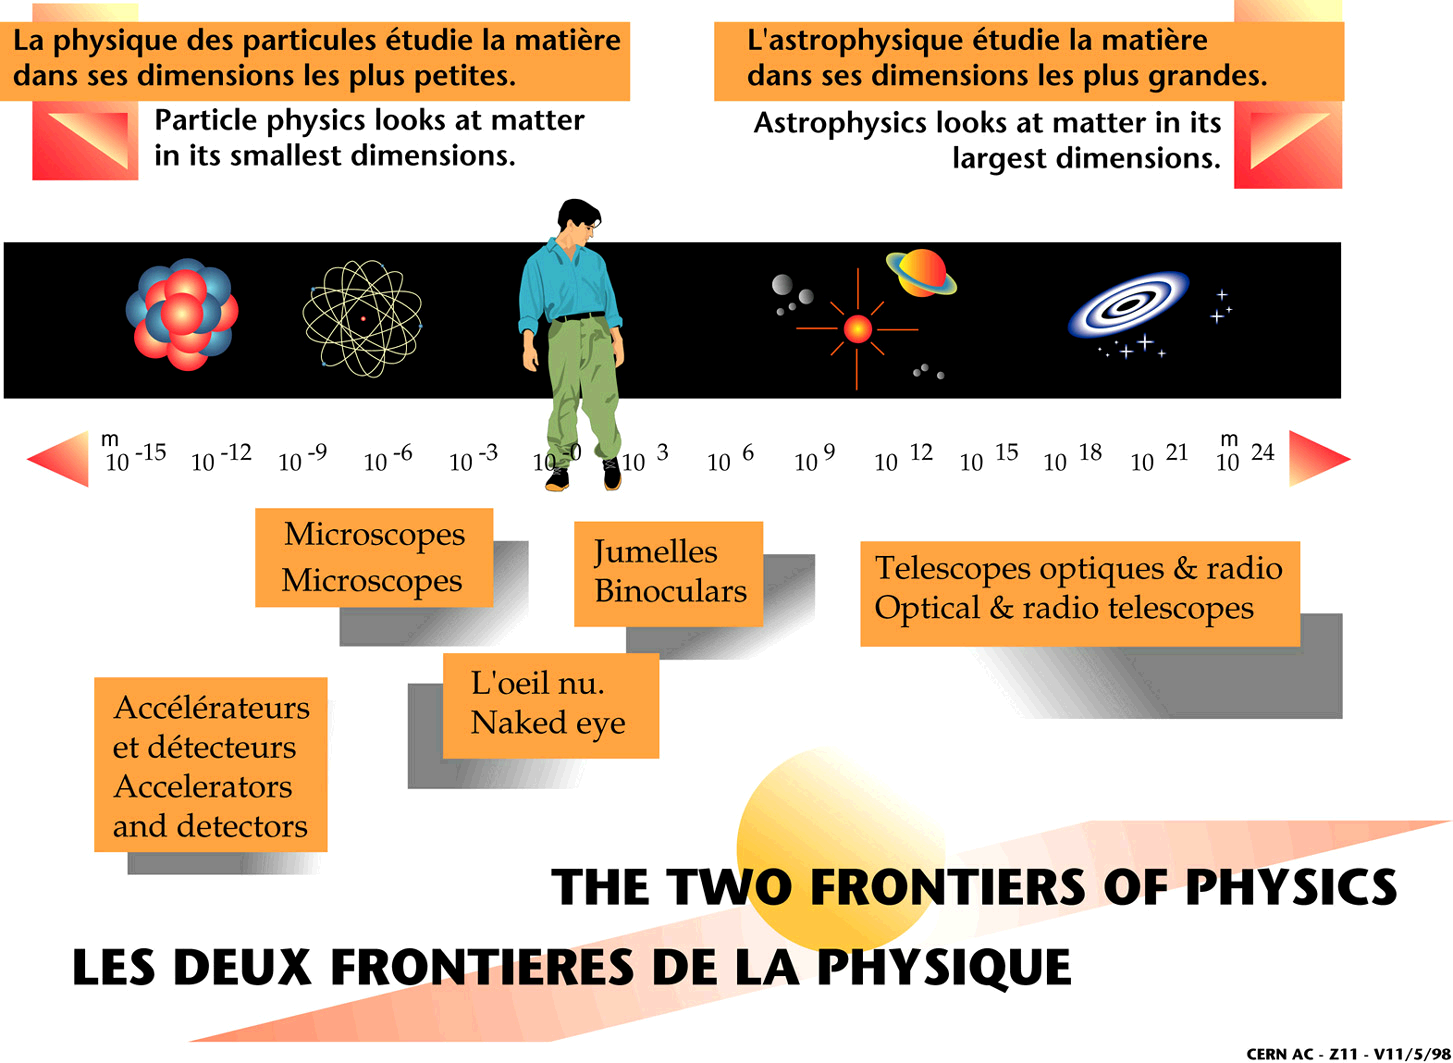 La physique des particules étudie la matière
dans ses dimensions les plus petites.
Particle physics looks at matter
in its smallest dimensions.
L'astrophysique étudie la matière
dans ses dimensions les plus grandes.
Astrophysics looks at matter in its
largest dimensions.
m m
10 -15 10 -12 10 -9 10 -6 10 -3 10 -0 10 3 10 6 10 9 10 12 10 15 10 18 10 21 10 24
Microscopes
Microscopes
Jumelles
Binoculars
Telescopes optiques & radio
Optical & radio telescopes
L'oeil nu.
Naked eye
Accélérateurs
et détecteurs
Accelerators
and detectors
THE TWO FRONTIERS OF PHYSICS
LES DEUX FRONTIERES DE LA PHYSIQUE
CERN AC - Z11 - V11/5/98